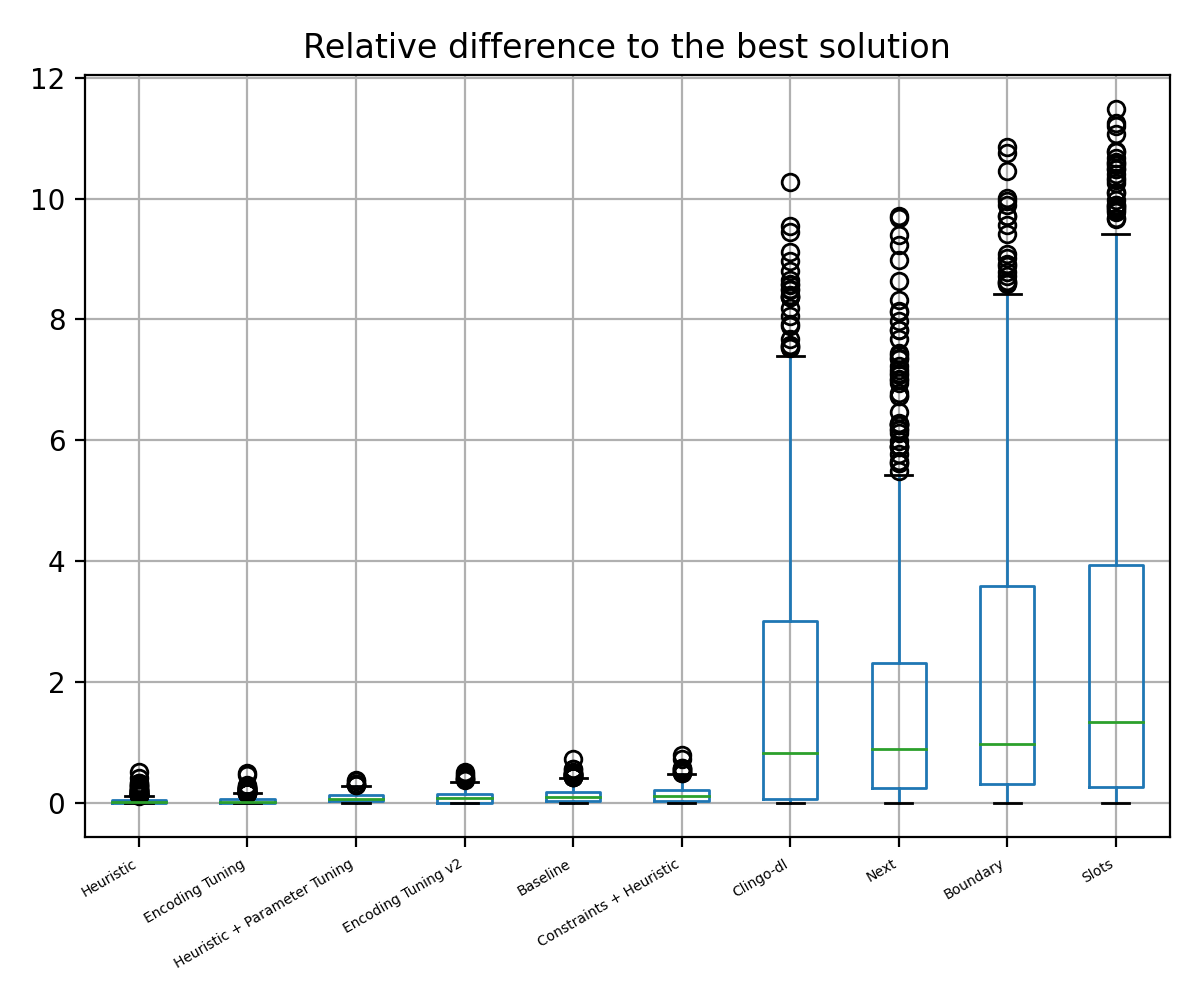 Relative difference to the best solution
12
10
8
6
4
2
0
Heuristic
Encoding Tuning
Heuristic + Parameter Tuning
Encoding Tuning v2
Baseline
Constraints + Heuristic
Clingo-dl
Next
Boundary
Slots